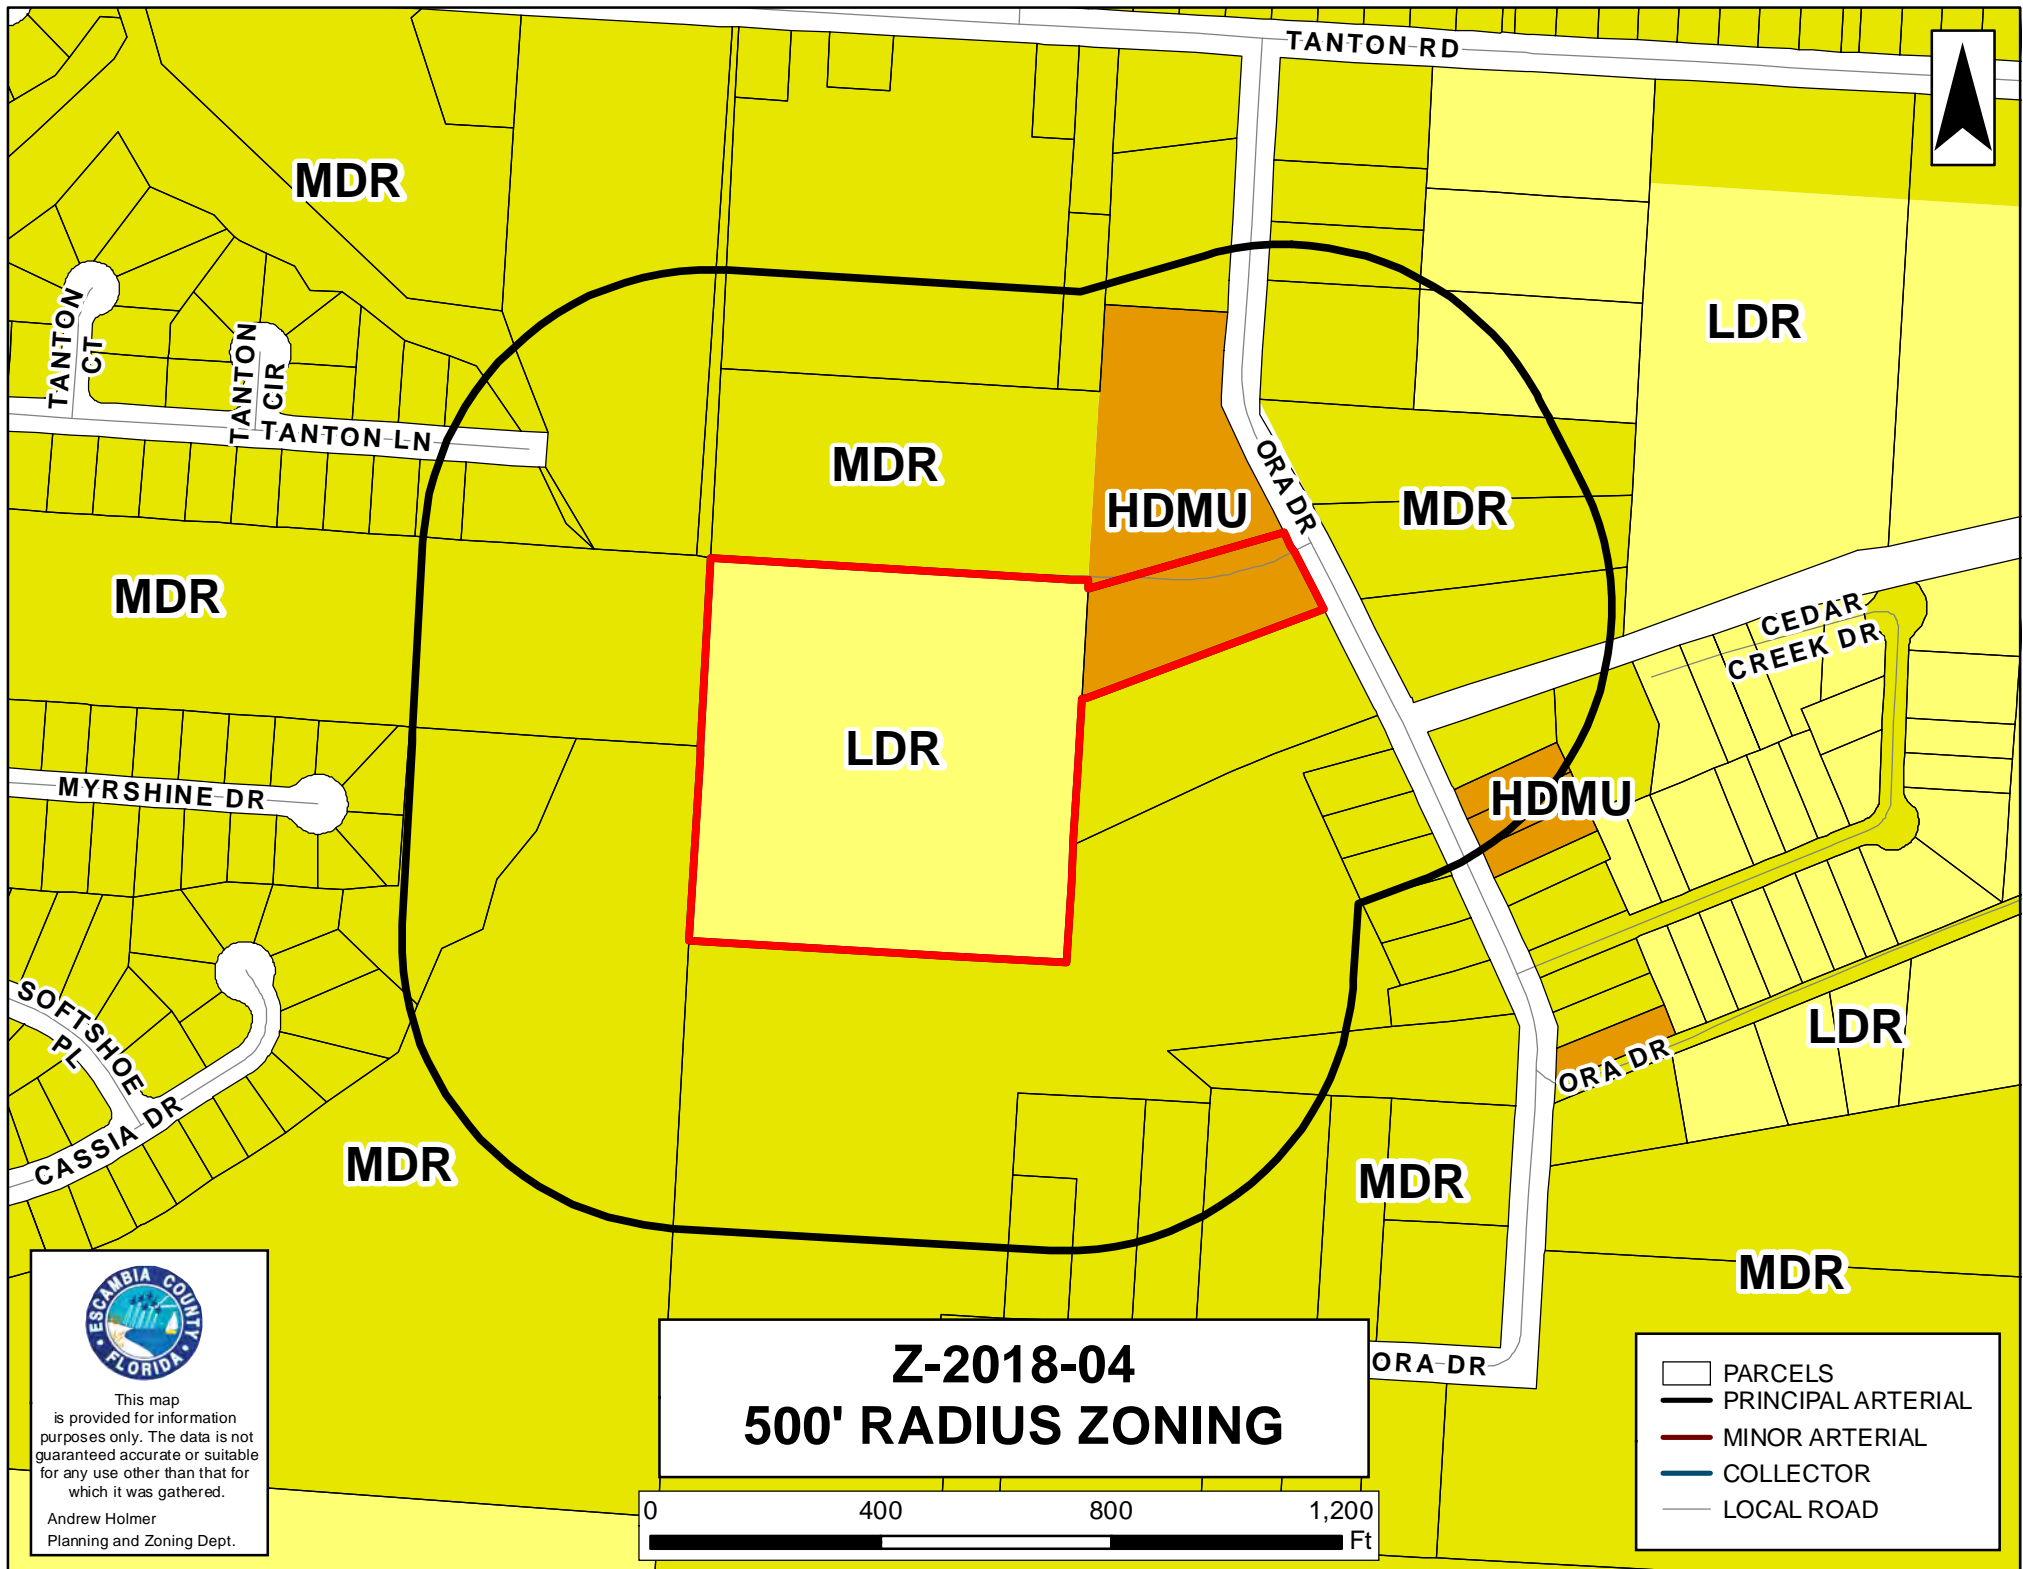 TANTON RD
MDR
LDR
TANTON
CT
TANTON
CIR
TANTON LN
MDR
HDMU
ORA DR
MDR
MDR
CEDAR
CREEK DR
LDR
MYRSHINE DR
HDMU
SOFTSHOE
PL
CASSIA DR
LDR
ORA DR
MDR
MDR
MDR
ORA DR
ESCAMBIA COUNTY
FLORIDA
This map
is provided for information
purposes only. The data is not
guaranteed accurate or suitable
for any use other than that for
which it was gathered.
Andrew Holmer
Planning and Zoning Dept.
Z-2018-04
500' RADIUS ZONING
0 400 800 1,200
Ft
PARCELS
PRINCIPAL ARTERIAL
MINOR ARTERIAL
COLLECTOR
LOCAL ROAD